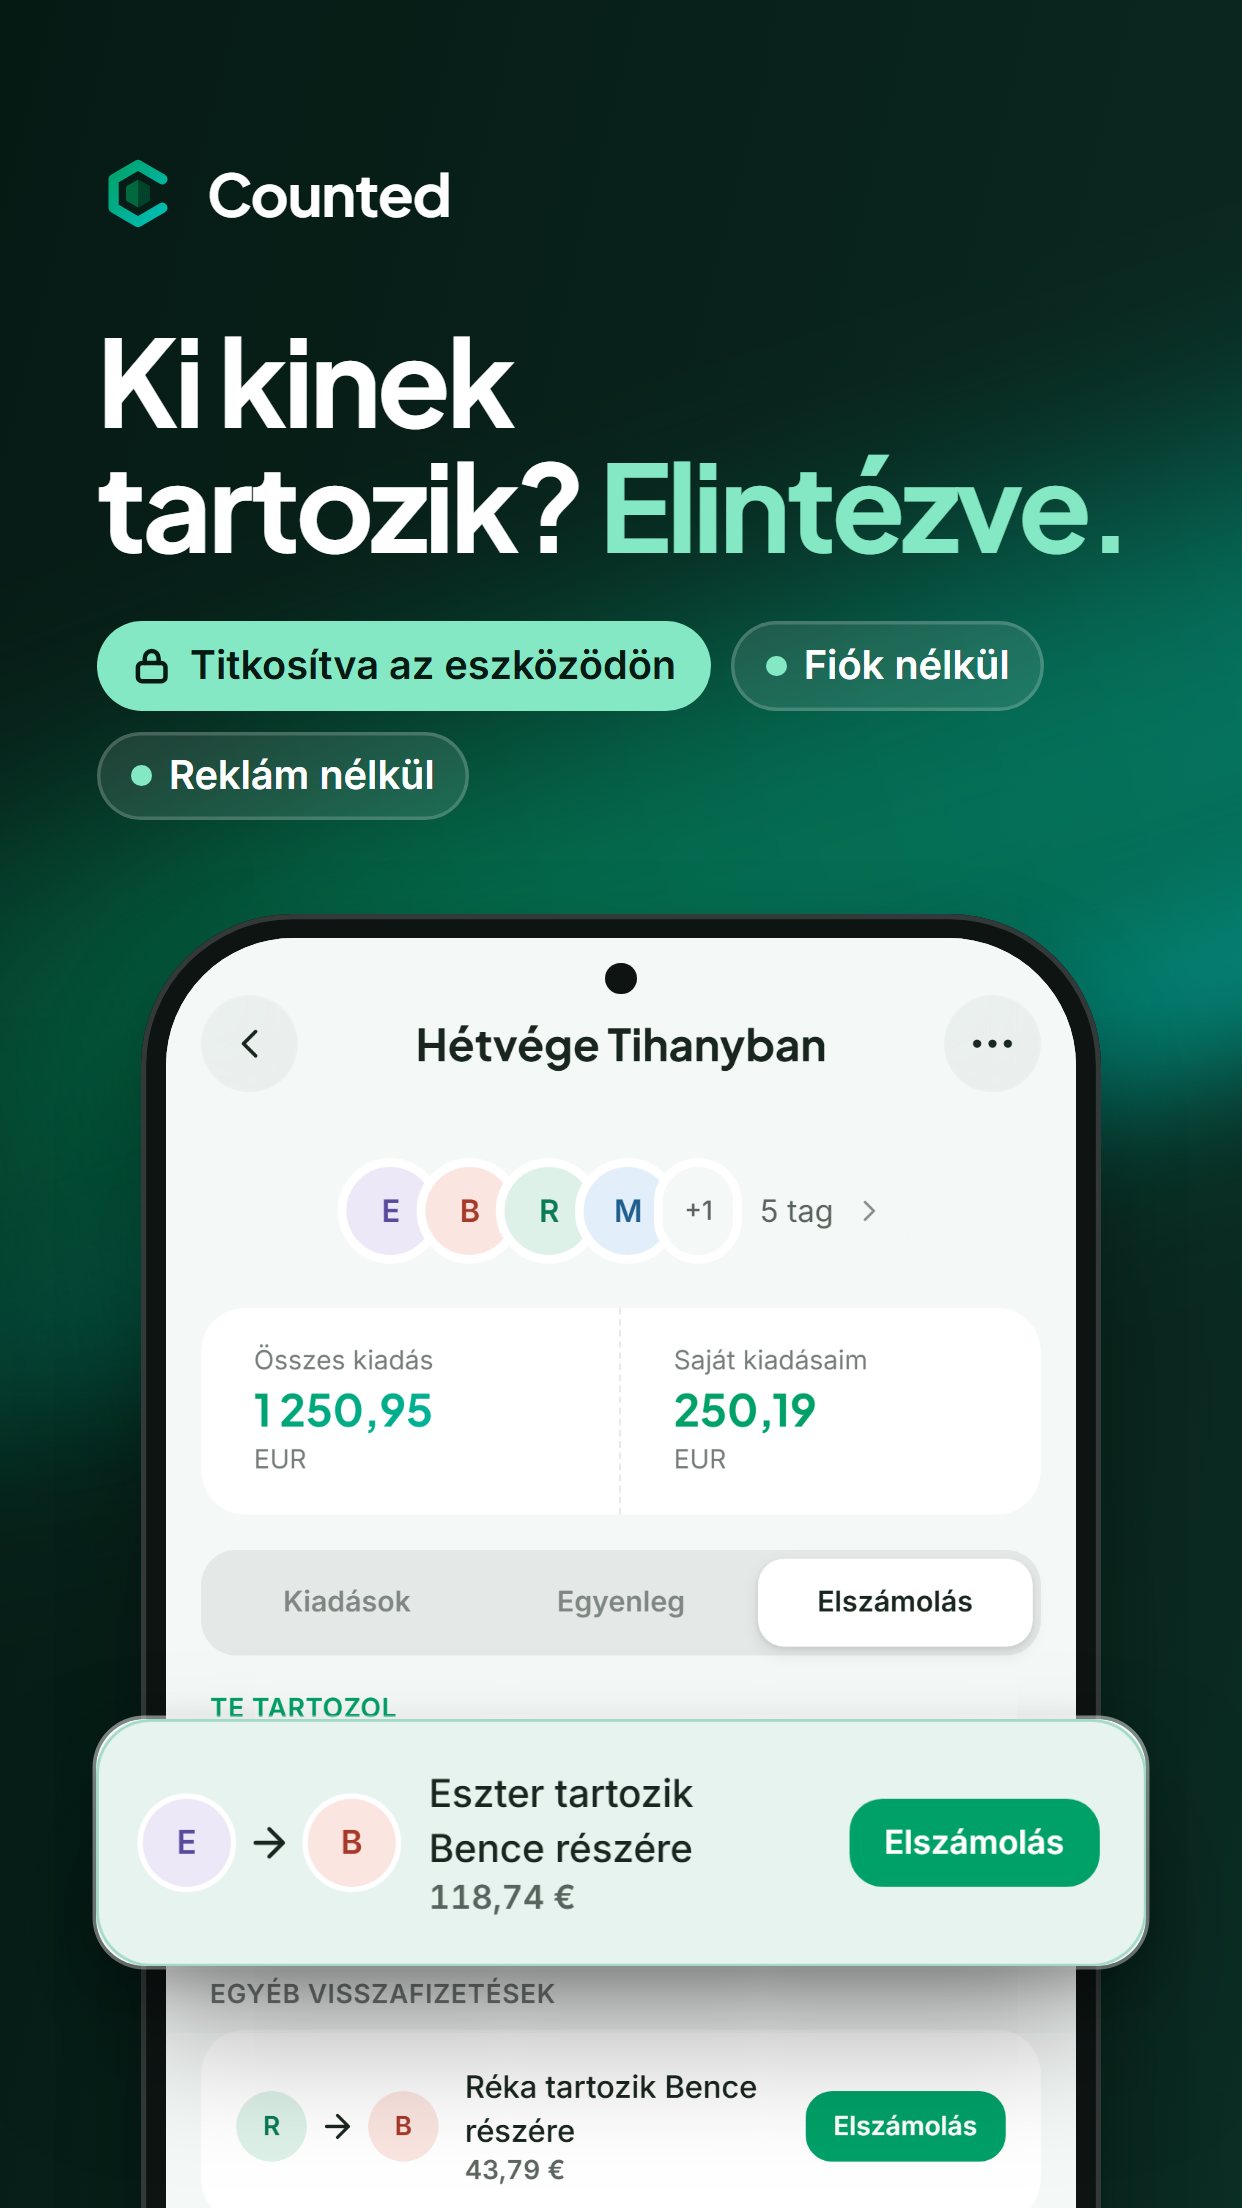 Counted
Ki kinek
tartozik? Elintézve.
Titkosítva az eszközödön
Fiók nélkül
Reklám nélkül
Hétvége Tihanyban
E B R M +1 5 tag
Összes kiadás
1 250,95
EUR
Saját kiadásaim
250,19
EUR
Kiadások Egyenleg Elszámolás
TE TARTOZOL
E → B
Eszter tartozik
Bence részére
118,74 €
Elszámolás
EGYÉB VISSZAFIZETÉSEK
R → B
Réka tartozik Bence
részére
43,79 €
Elszámolás